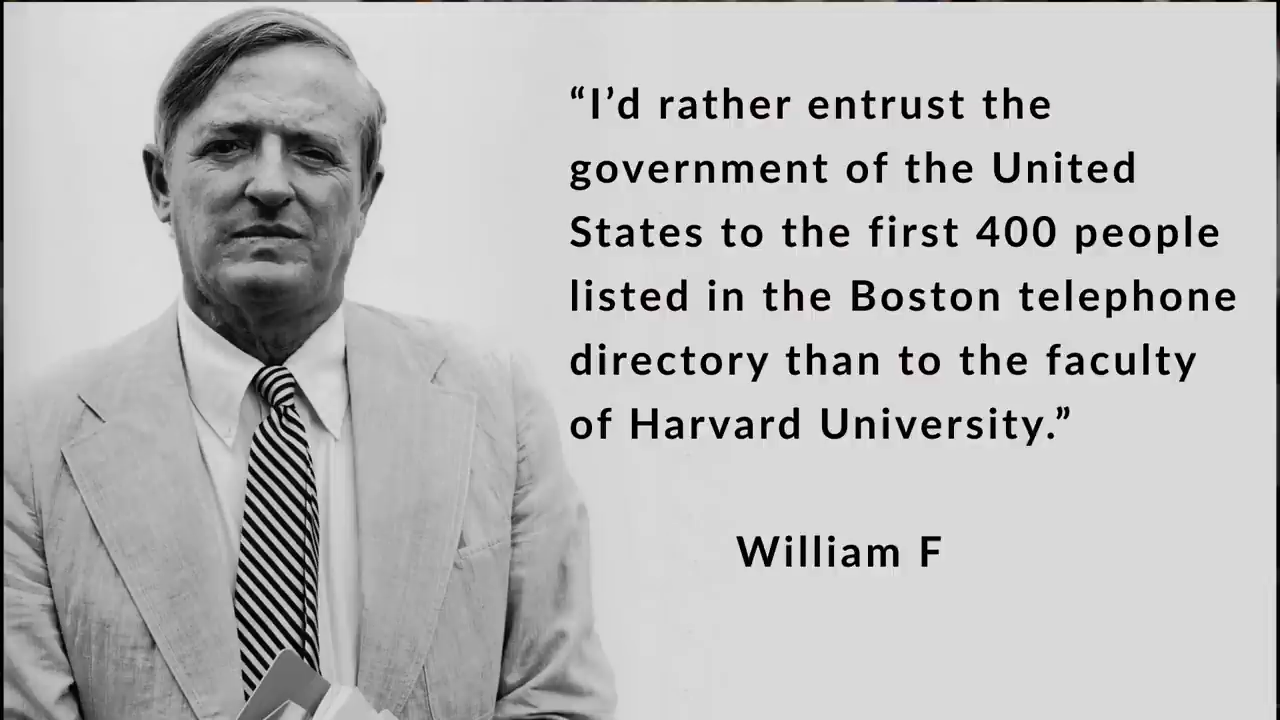 “I’d rather entrust the
government of the United
States to the first 400 people
listed in the Boston telephone
directory than to the faculty
of Harvard University.”
William F